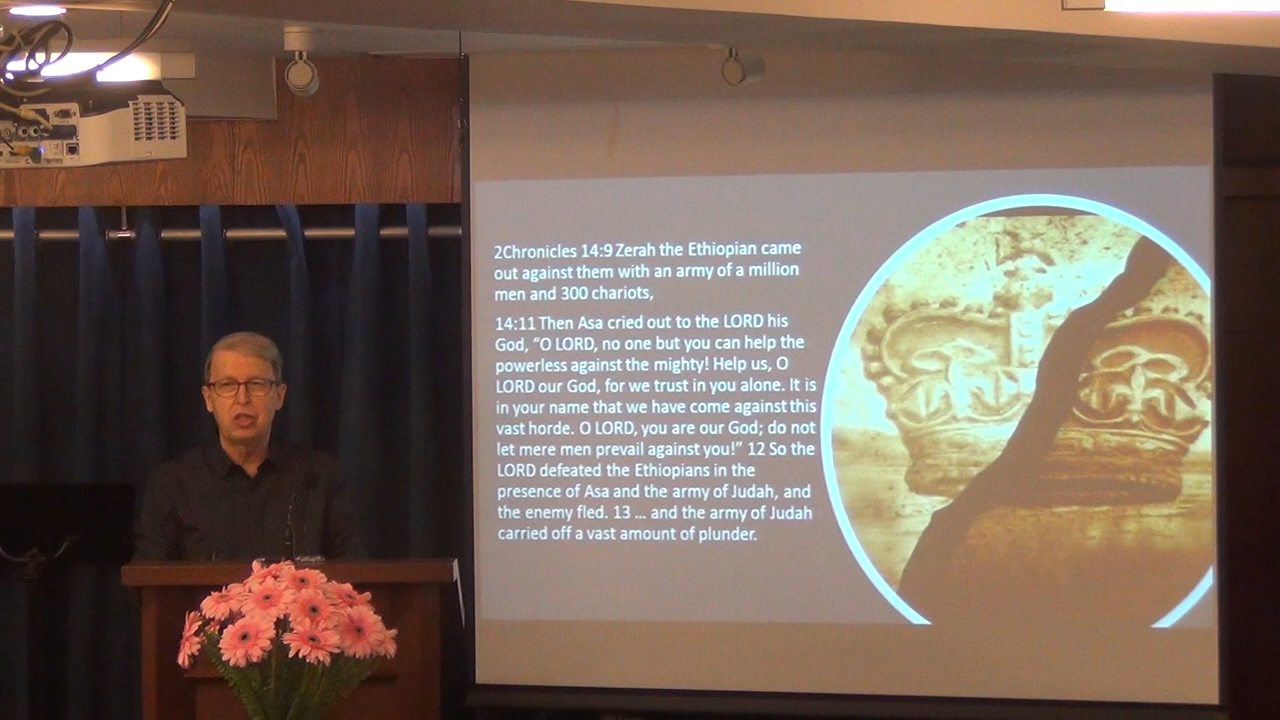 2Chronicles 14:9 Zerah the Ethiopian came
out against them with an army of a million
men and 300 chariots,
14:11 Then Asa cried out to the LORD his
God, “O LORD, no one but you can help the
powerless against the mighty! Help us, O
LORD our God, for we trust in you alone. It is
in your name that we have come against this
vast horde. O LORD, you are our God; do not
let mere men prevail against you!” 12 So the
LORD defeated the Ethiopians in the
presence of Asa and the army of Judah, and
the enemy fled. 13 ... and the army of Judah
carried off a vast amount of plunder.